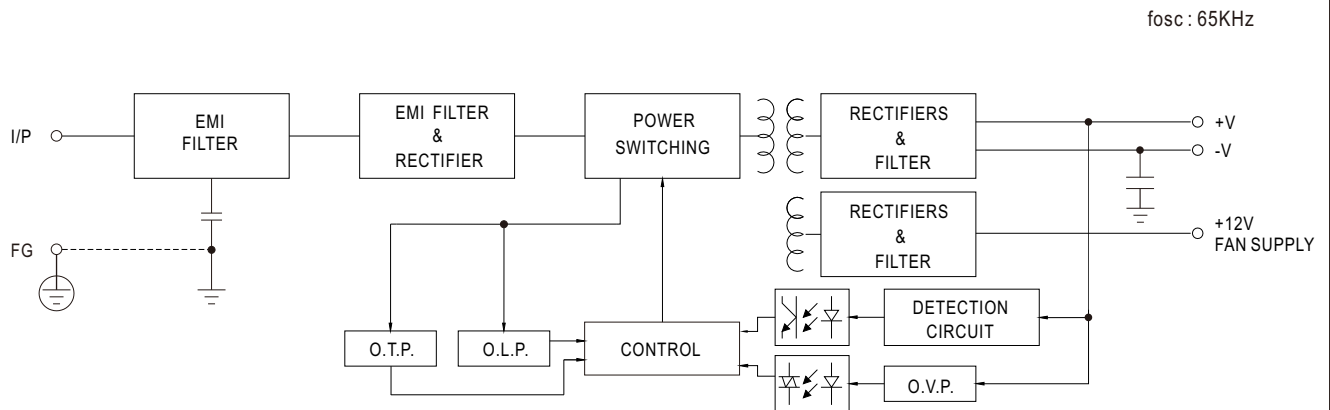 fosc : 65KHz
I/P
EMI
FILTER
EMI FILTER
&
RECTIFIER
POWER
SWITCHING
RECTIFIERS
&
FILTER
+V
-V
RECTIFIERS
&
FILTER
+12V
FAN SUPPLY
FG
O.T.P.
O.L.P.
CONTROL
DETECTION
CIRCUIT
O.V.P.